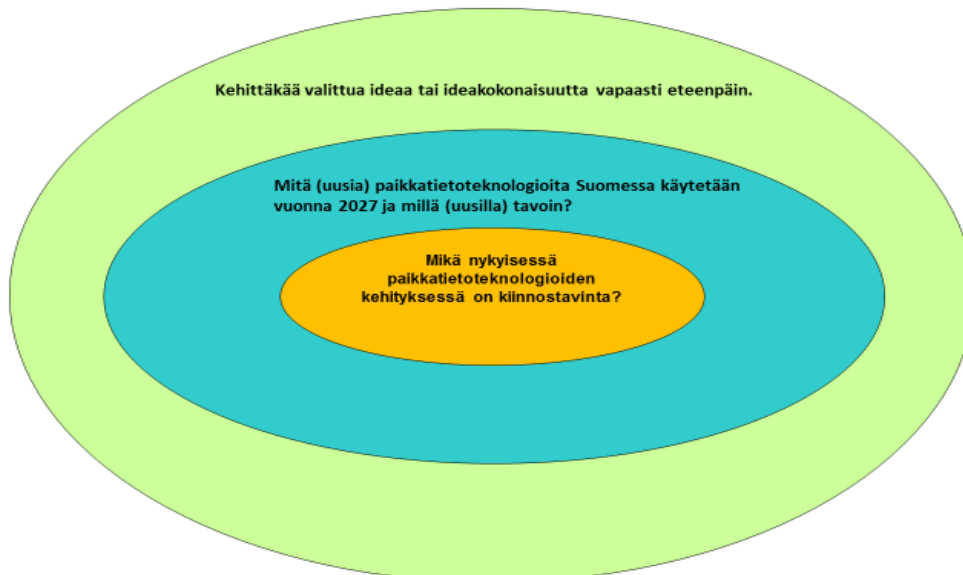 Kehittäkää valittua ideaa tai ideakokonaisuutta vapaasti eteenpäin.
Mitä (uusia) paikkatietoteknologioita Suomessa käytetään
vuonna 2027 ja millä (uusilla) tavoin?
Mikä nykyisessä
paikkatietoteknologioiden
kehityksessä on kiinnostavinta?